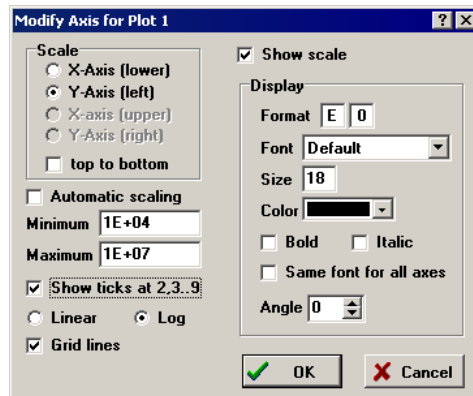 Modify Axis for Plot 1
Scale
X-Axis (lower)
Y-Axis (left)
X-axis (upper)
Y-Axis (right)
top to bottom
Automatic scaling
Minimum 1E+04
Maximum 1E+07
Show ticks at 2,3..9
Linear Log
Grid lines
Show scale
Display
Format E 0
Font Default
Size 18
Color
Bold Italic
Same font for all axes
Angle 0
OK Cancel